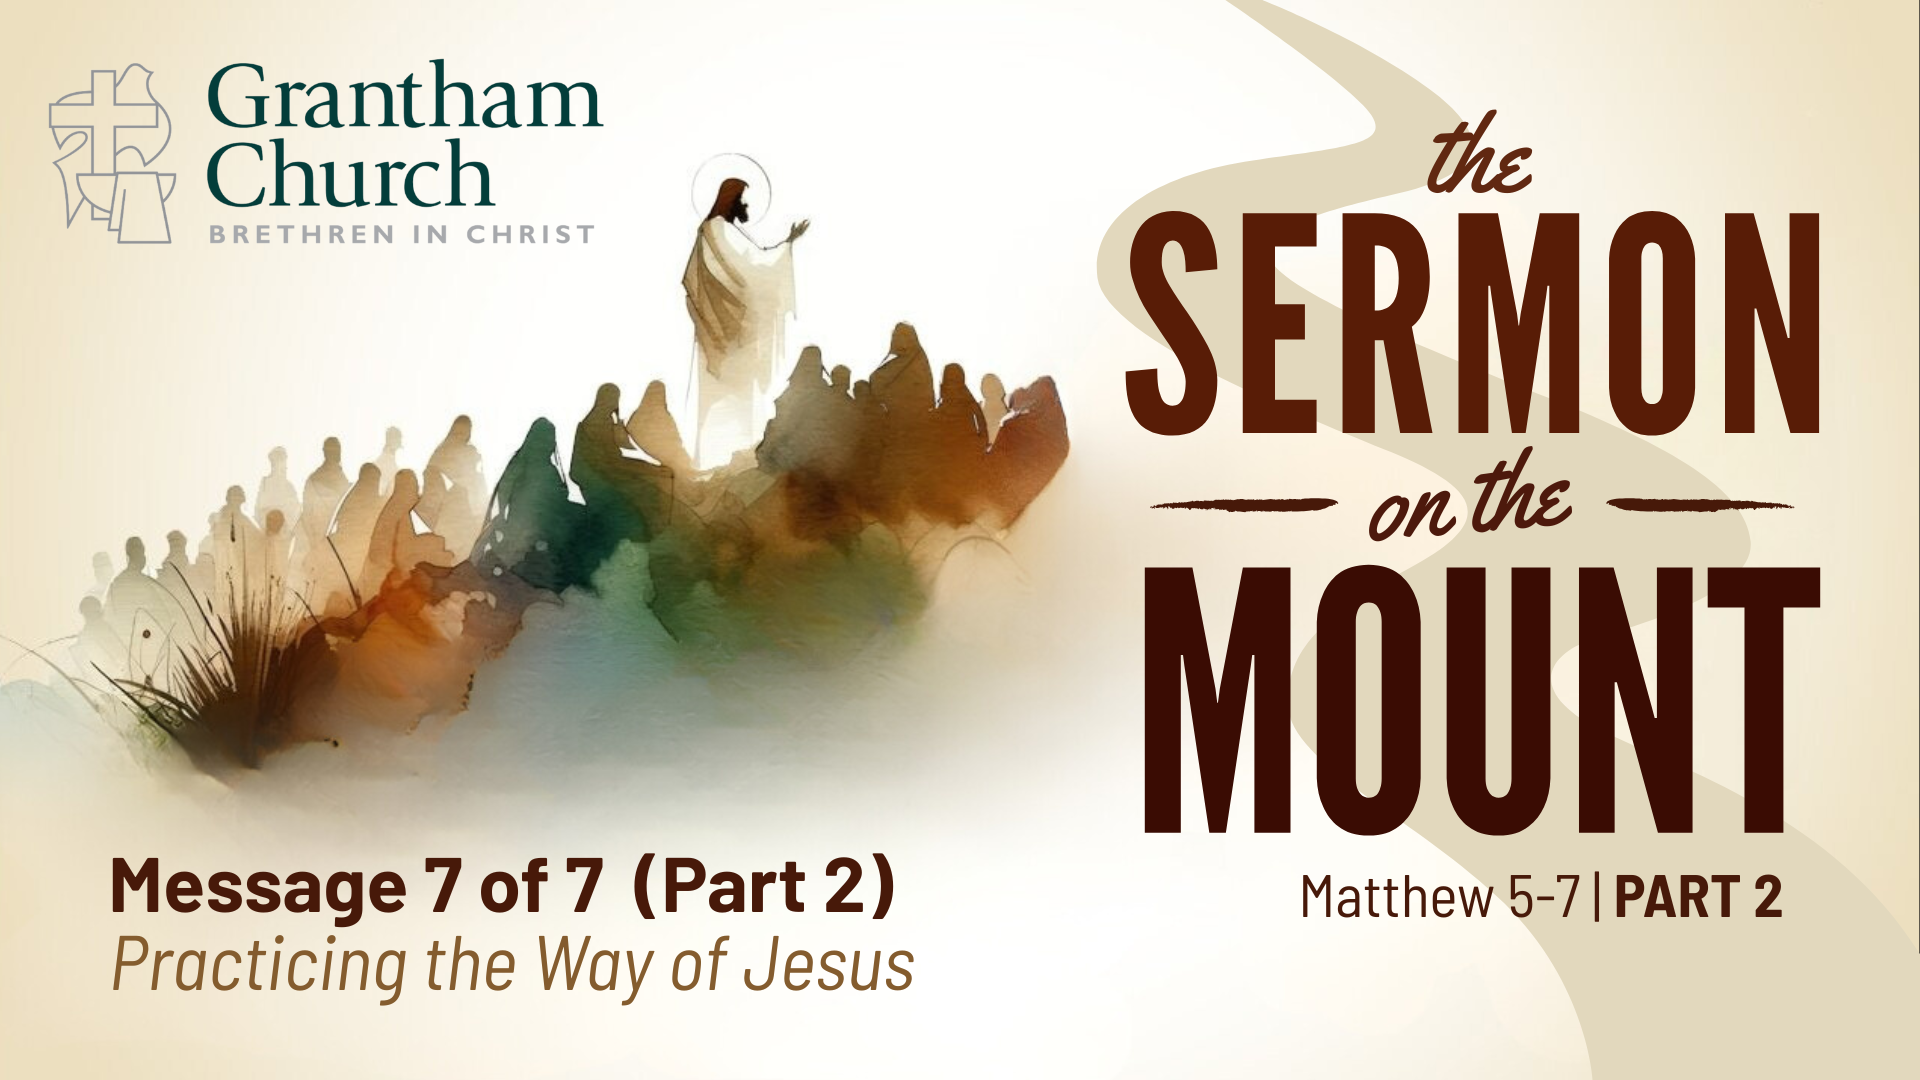 Grantham
Church
BRETHREN IN CHRIST
the
SERMON
on the
MOUNT
Matthew 5-7 | PART 2
Message 7 of 7 (Part 2)
Practicing the Way of Jesus